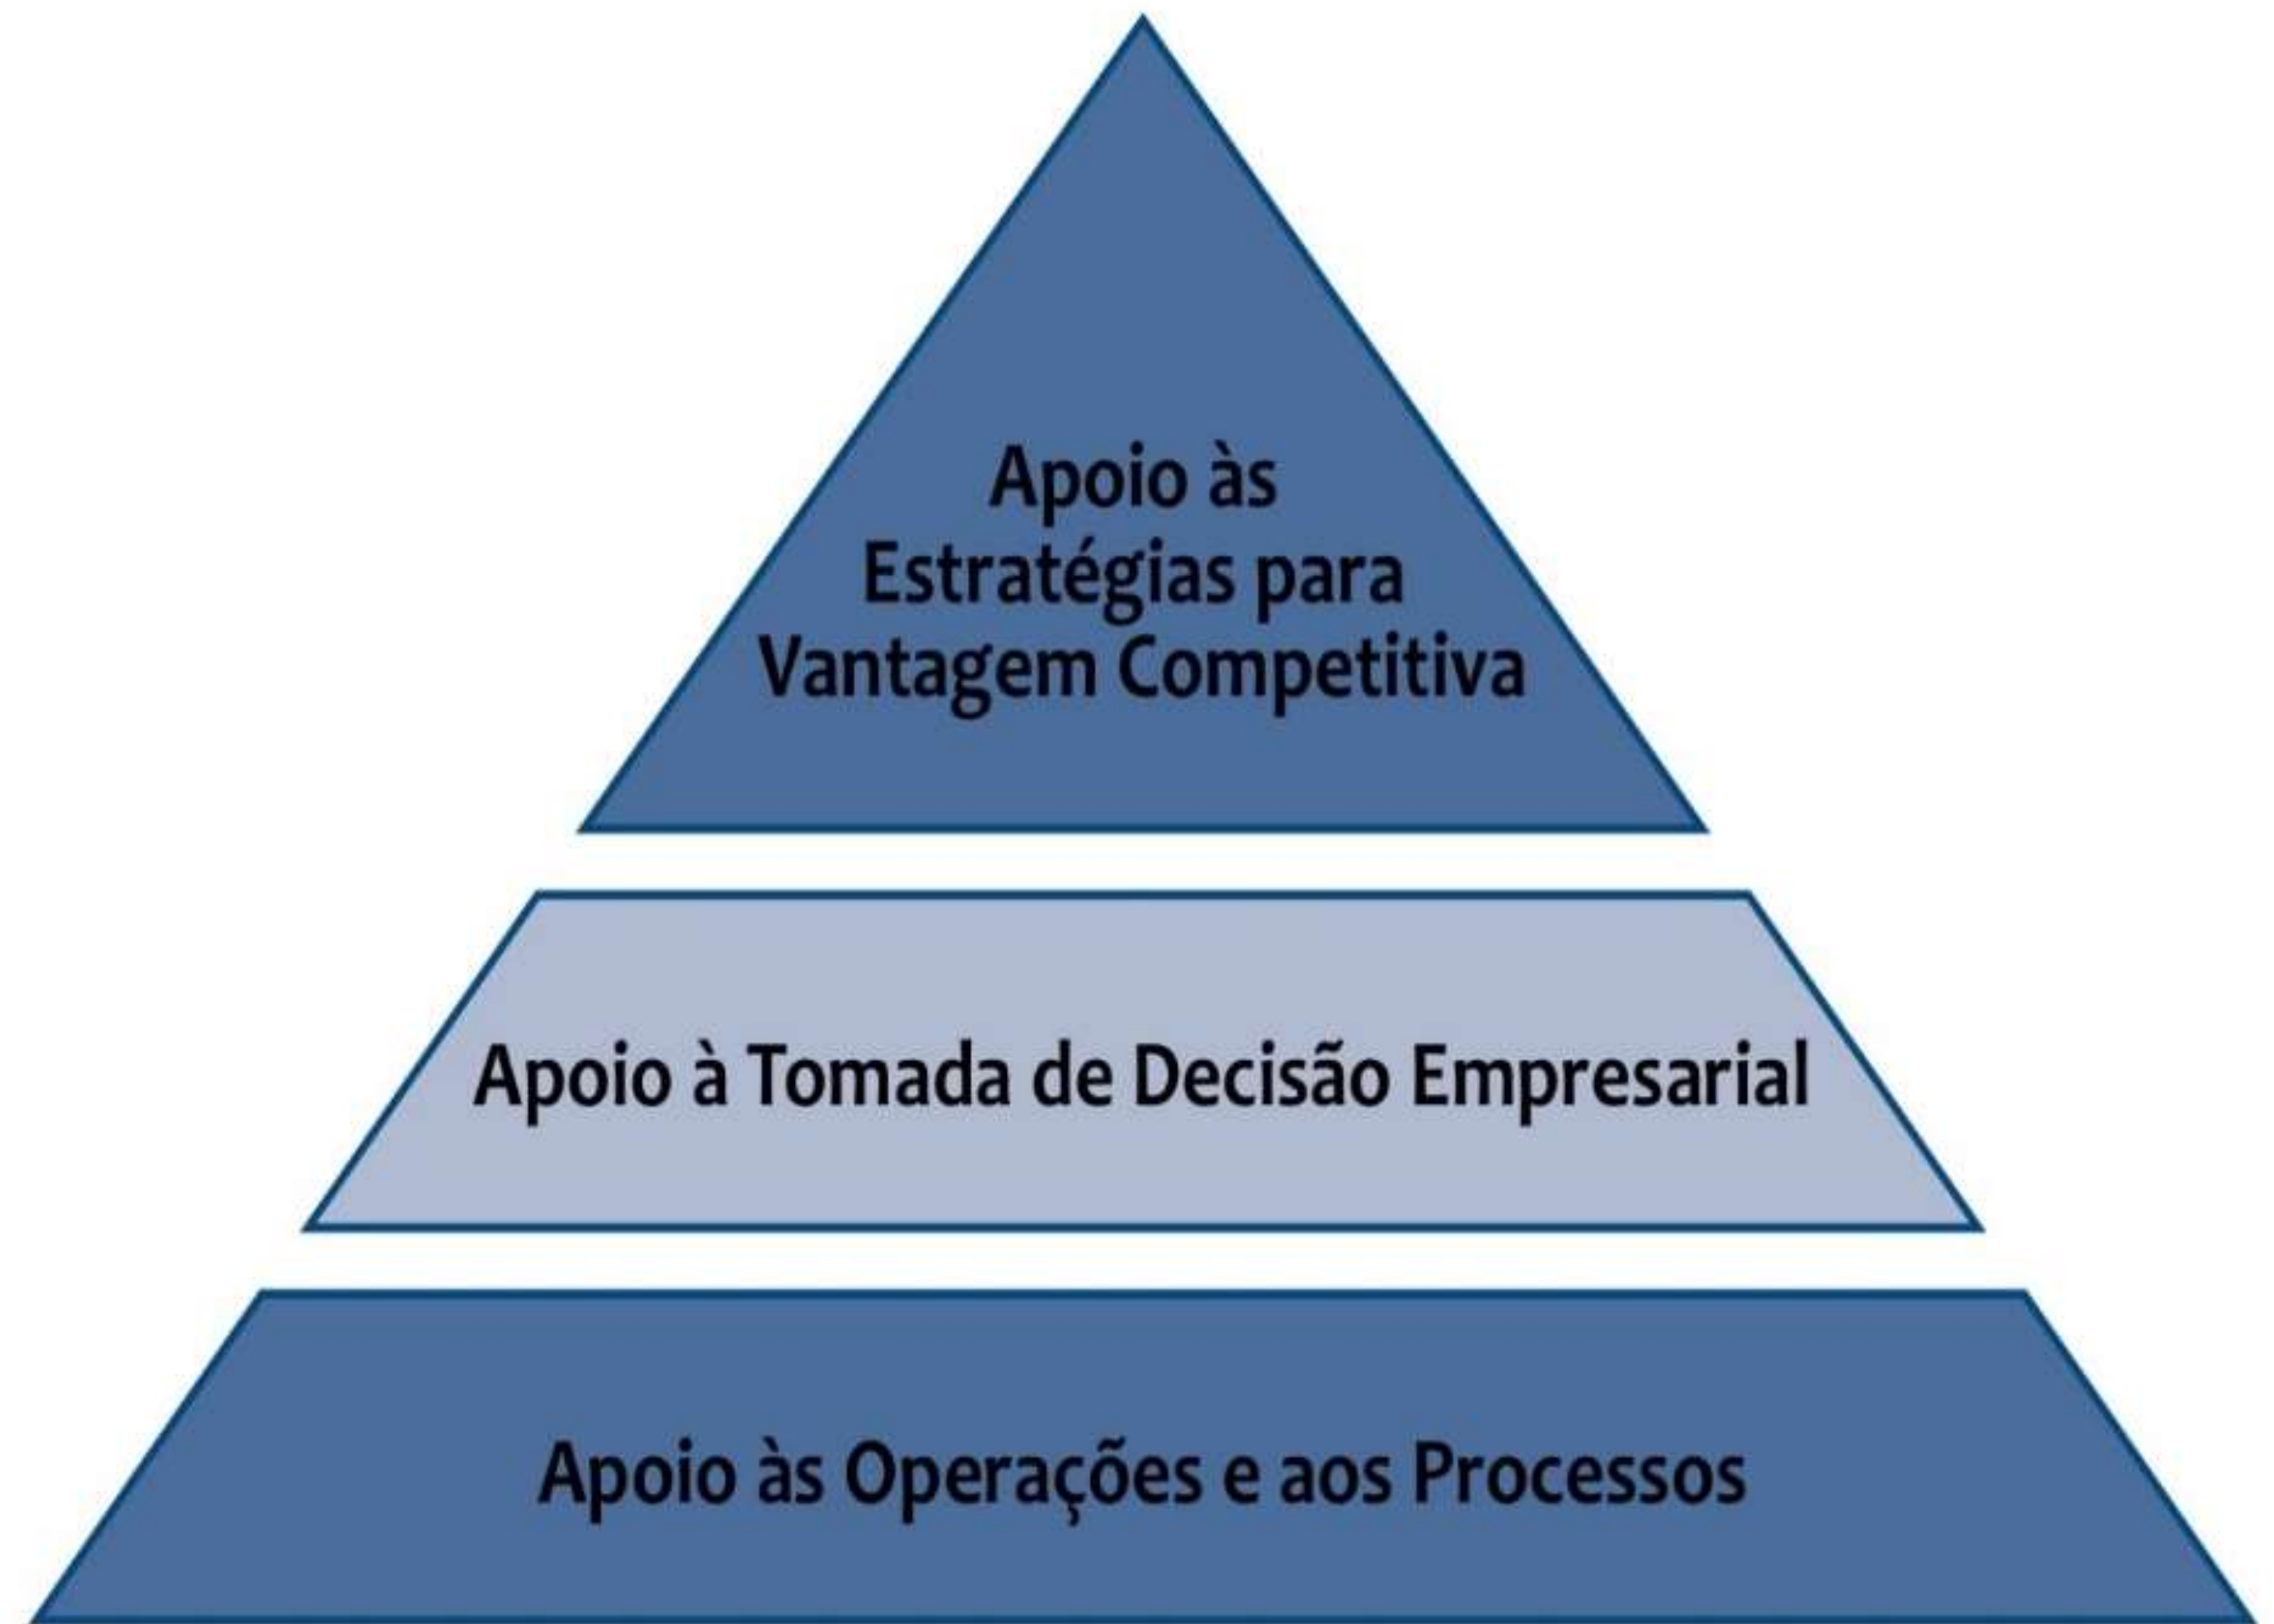 Apoio às
Estratégias para
Vantagem Competitiva
Apoio à Tomada de Decisão Empresarial
Apoio às Operações e aos Processos